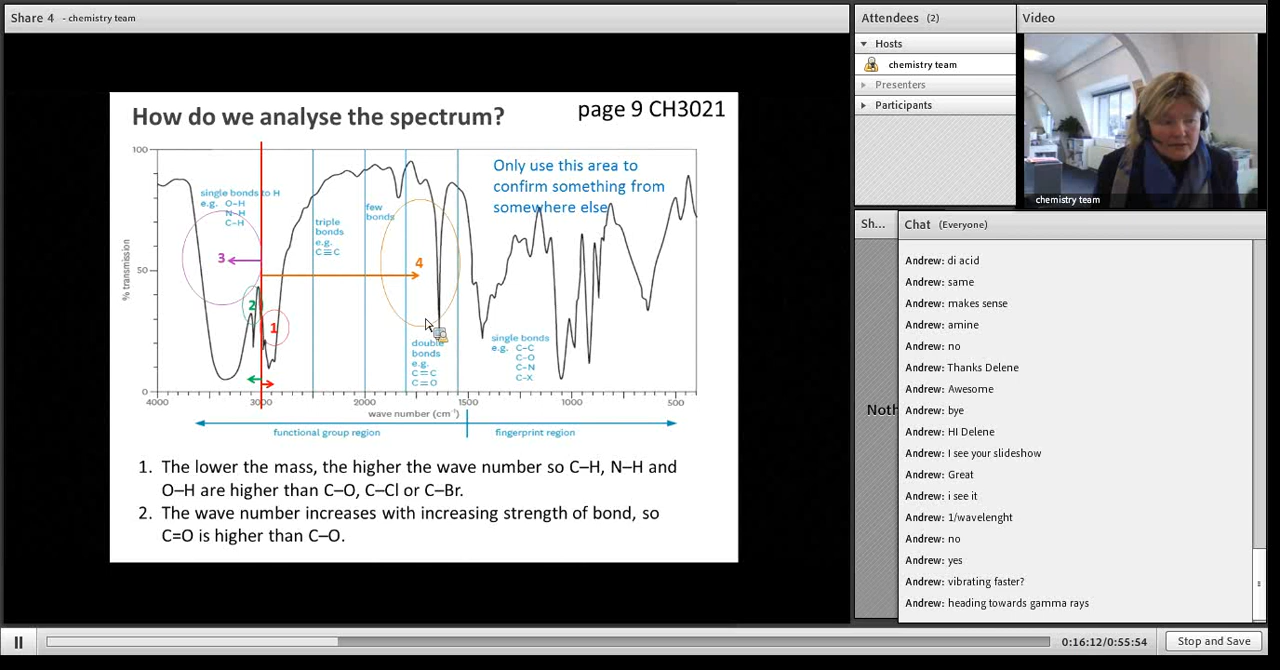 Share 4 - chemistry team
How do we analyse the spectrum?
page 9 CH3021
100
50
0
% transmission
single bonds to H
e.g. O–H
N–H
C–H
triple
bonds
e.g.
C≡C
few
bonds
Only use this area to
confirm something from
somewhere else
3
4
2
1
double
bonds
e.g.
C=C
C=O
single bonds
e.g. C–C
C–O
C–N
C–X
4000
3000
2000
1500
1000
500
wave number (cm⁻¹)
functional group region
fingerprint region
1. The lower the mass, the higher the wave number so C–H, N–H and
O–H are higher than C–O, C–Cl or C–Br.
2. The wave number increases with increasing strength of bond, so
C=O is higher than C–O.
Attendees (2)
Hosts
chemistry team
Presenters
Participants
Video
chemistry team
Sh...
Noth
Chat (Everyone)
Andrew: di acid
Andrew: same
Andrew: makes sense
Andrew: amine
Andrew: no
Andrew: Thanks Delene
Andrew: Awesome
Andrew: bye
Andrew: HI Delene
Andrew: I see your slideshow
Andrew: Great
Andrew: i see it
Andrew: 1/wavelenght
Andrew: no
Andrew: yes
Andrew: vibrating faster?
Andrew: heading towards gamma rays
0:16:12/0:55:54
Stop and Save